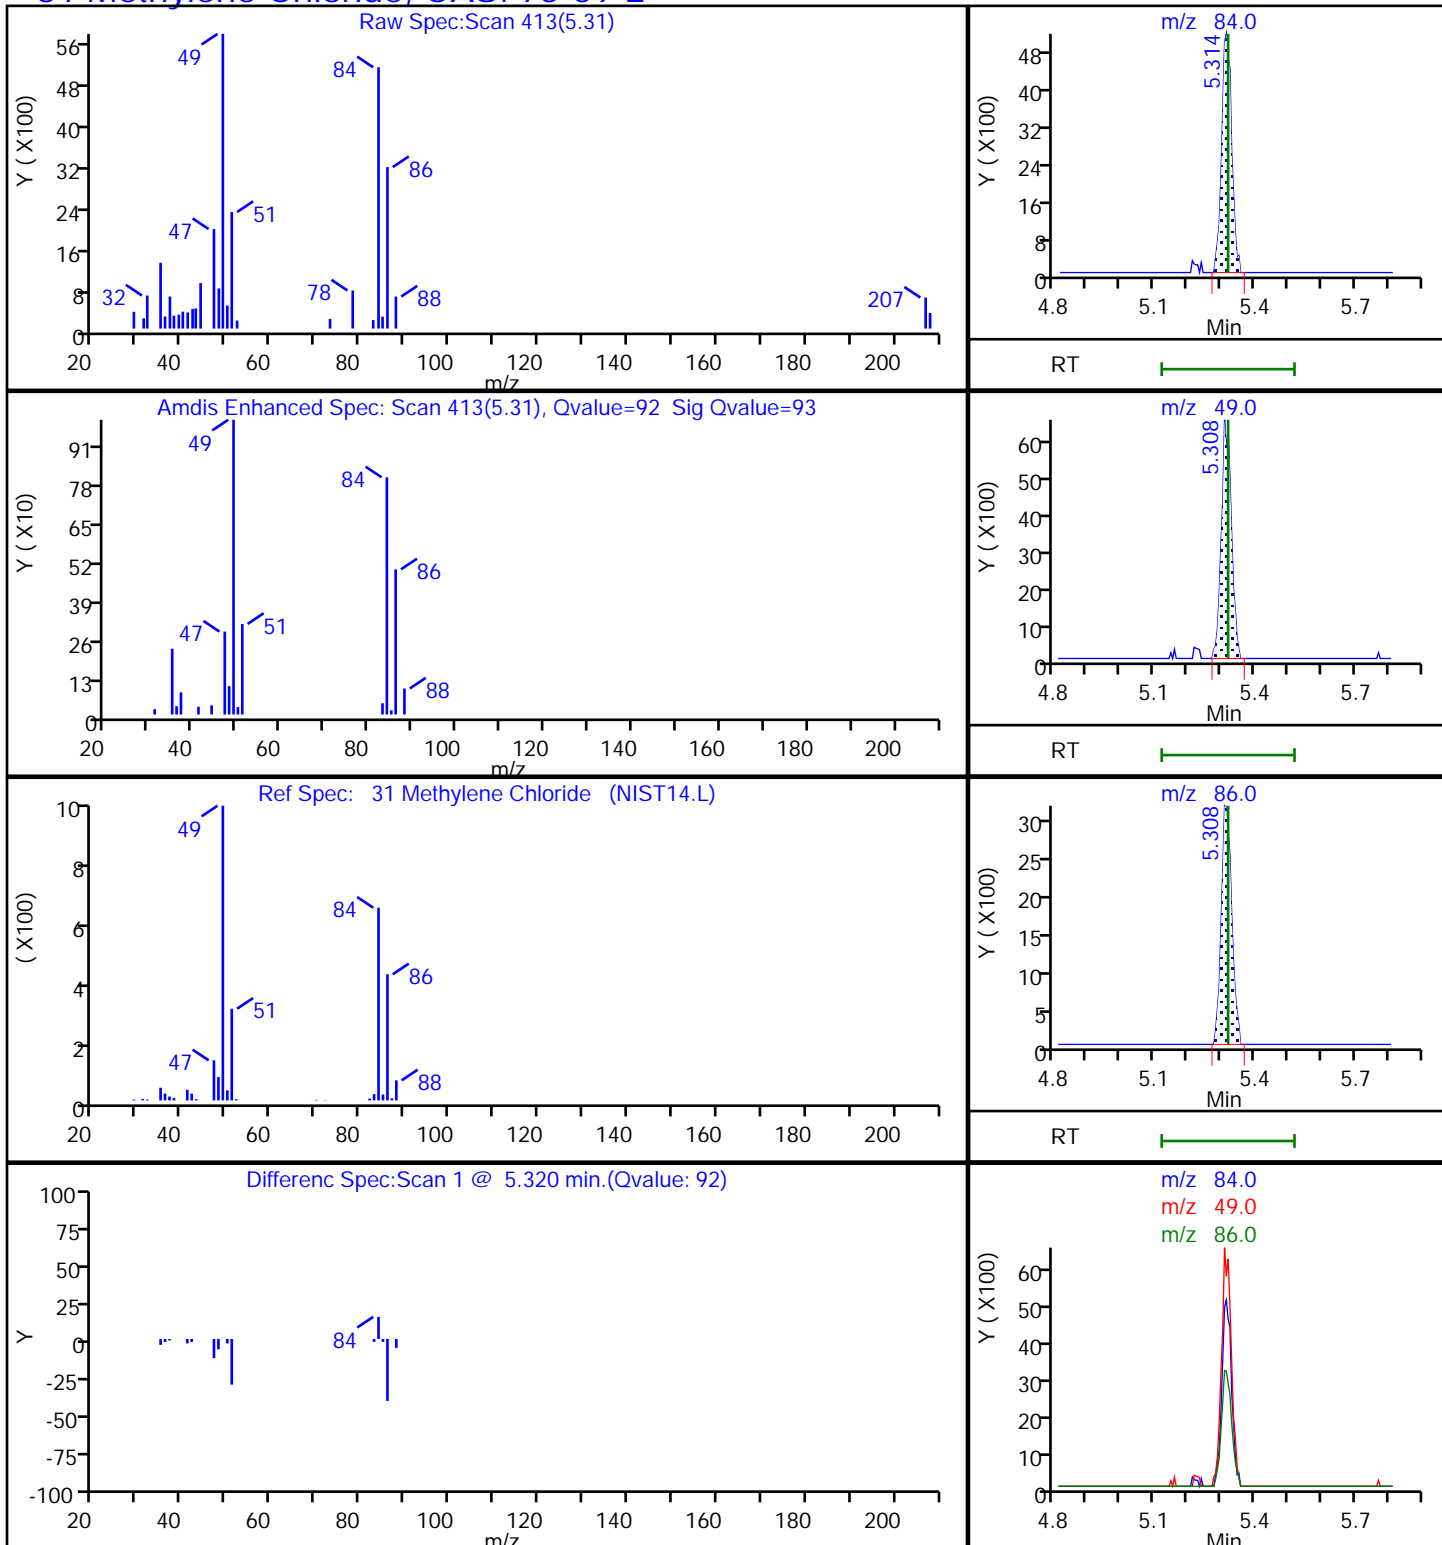 31 Methylene Chloride, CAS: 75-09-2
Raw Spec:Scan 413(5.31)
Y ( X100)
56
48
40
32
24
16
8
0
49
84
86
51
47
32
78
88
207
20 40 60 80 100 120 140 160 180 200
m/z
m/z 84.0
Y ( X100)
48
40
32
24
16
8
0
5.314
4.8 5.1 5.4 5.7
Min
RT
Amdis Enhanced Spec: Scan 413(5.31), Qvalue=92 Sig Qvalue=93
Y ( X10)
91
78
65
52
39
26
13
0
49
84
86
47
51
88
20 40 60 80 100 120 140 160 180 200
m/z
m/z 49.0
Y ( X100)
60
50
40
30
20
10
0
5.308
4.8 5.1 5.4 5.7
Min
RT
Ref Spec: 31 Methylene Chloride (NIST14.L)
( X100)
10
8
6
4
2
0
49
84
86
51
47
88
20 40 60 80 100 120 140 160 180 200
m/z
m/z 86.0
Y ( X100)
30
25
20
15
10
5
0
5.308
4.8 5.1 5.4 5.7
Min
RT
Differenc Spec:Scan 1 @ 5.320 min.(Qvalue: 92)
Y
100
75
50
25
0
-25
-50
-75
-100
84
20 40 60 80 100 120 140 160 180 200
m/z
m/z 84.0
m/z 49.0
m/z 86.0
Y ( X100)
60
50
40
30
20
10
0
4.8 5.1 5.4 5.7
Min